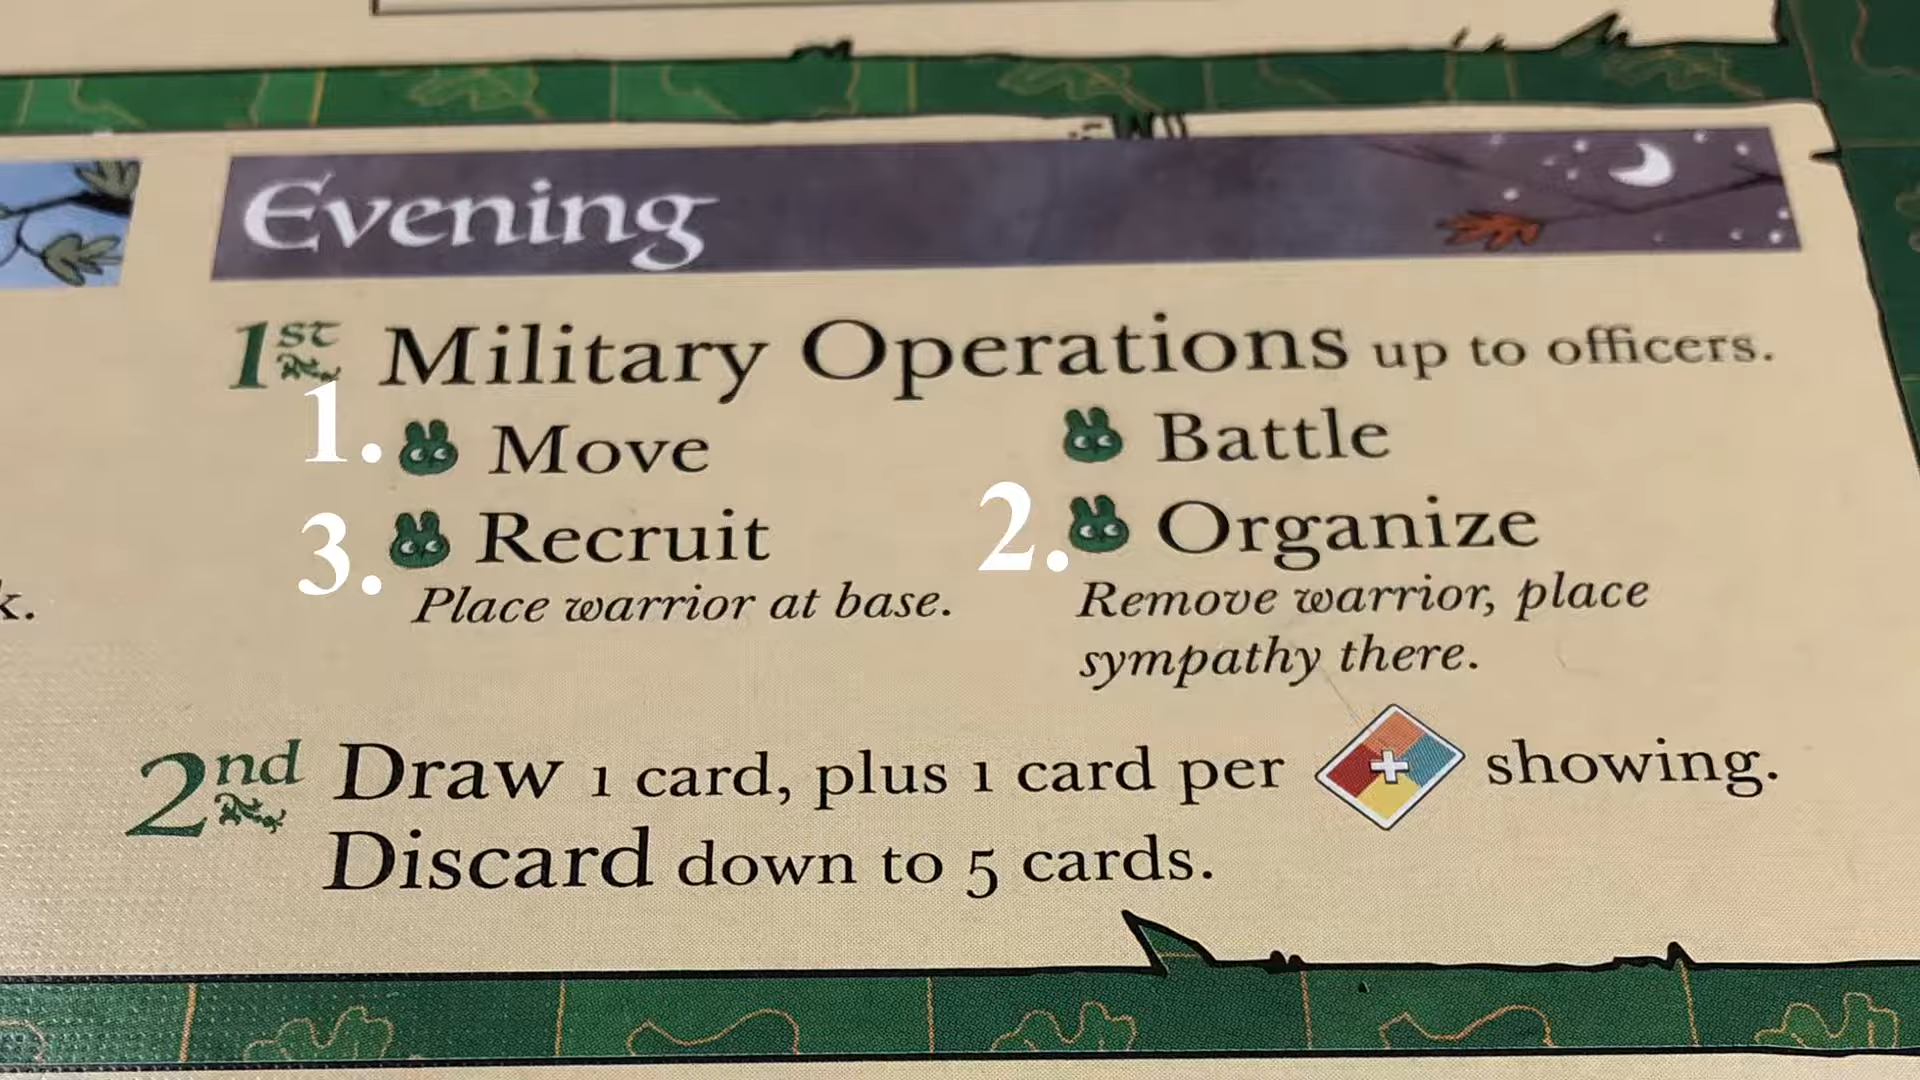 Evening
1st Military Operations up to officers.
1. Move
Battle
3. Recruit
Place warrior at base.
2. Organize
Remove warrior, place
sympathy there.
k.
2nd Draw 1 card, plus 1 card per + showing.
Discard down to 5 cards.